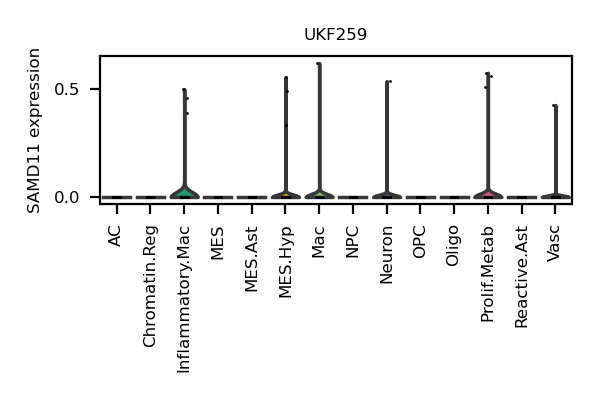 UKF259
SAMD11 expression
0.5
0.0
AC
Chromatin.Reg
Inflammatory.Mac
MES
MES.Ast
MES.Hyp
Mac
NPC
Neuron
OPC
Oligo
Prolif.Metab
Reactive.Ast
Vasc